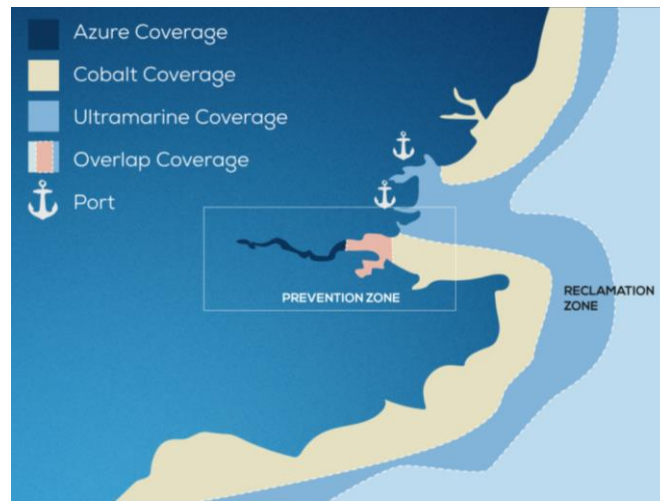 Azure Coverage
Cobalt Coverage
Ultramarine Coverage
Overlap Coverage
Port
PREVENTION ZONE
RECLAMATION
ZONE